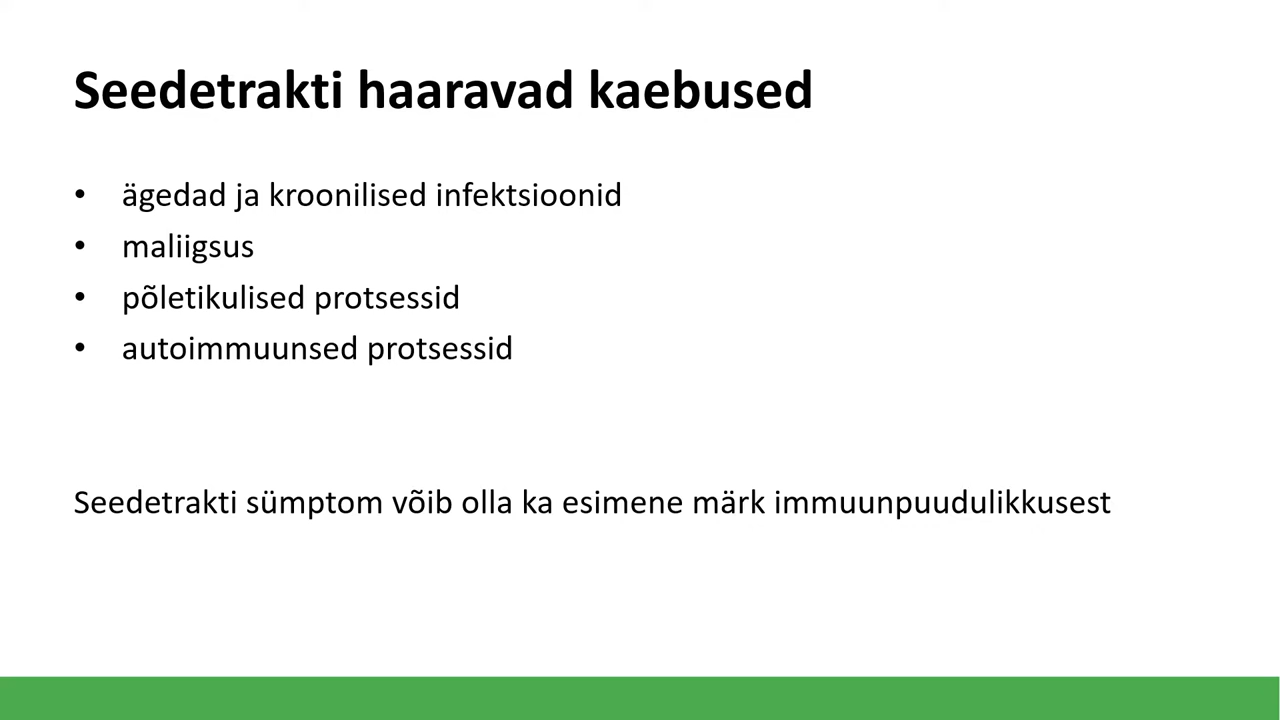 Seedetrakti haaravad kaebused
• ägedad ja kroonilised infektsioonid
• maliigsus
• põletikulised protsessid
• autoimmuunsed protsessid
Seedetrakti sümptom võib olla ka esimene märk immuunpuudulikkusest